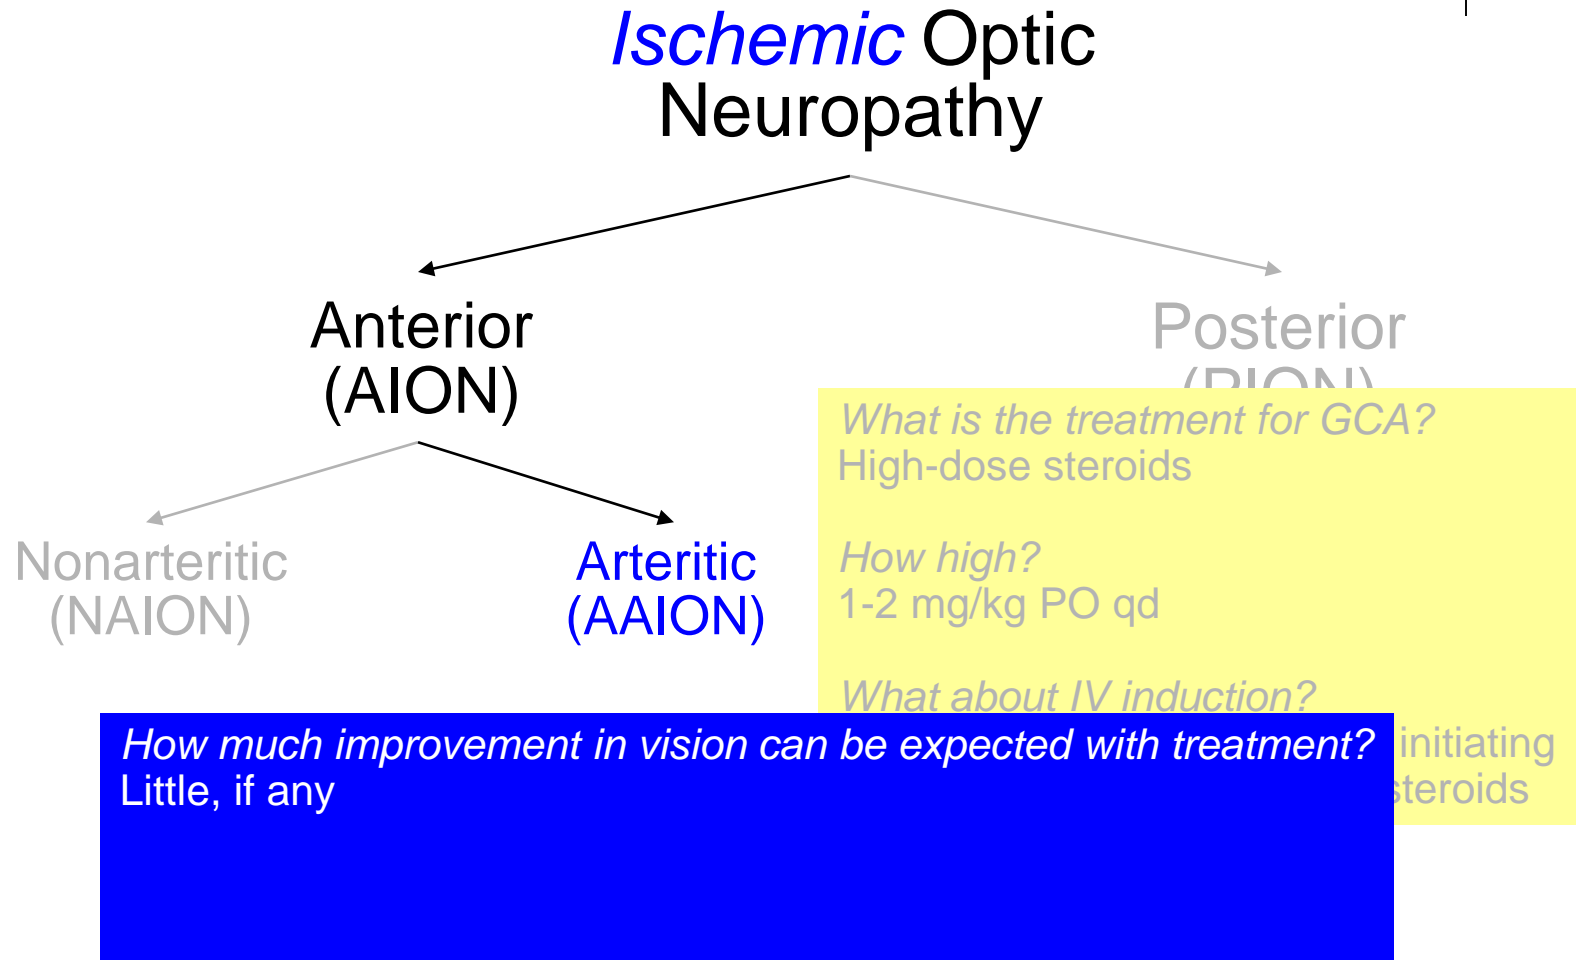 Ischemic Optic
Neuropathy
Anterior
(AION)
Posterior
(PION)
Nonarteritic
(NAION)
Arteritic
(AAION)
What is the treatment for GCA?
High-dose steroids
How high?
1-2 mg/kg PO qd
What about IV induction?
initiating
steroids
How much improvement in vision can be expected with treatment?
Little, if any